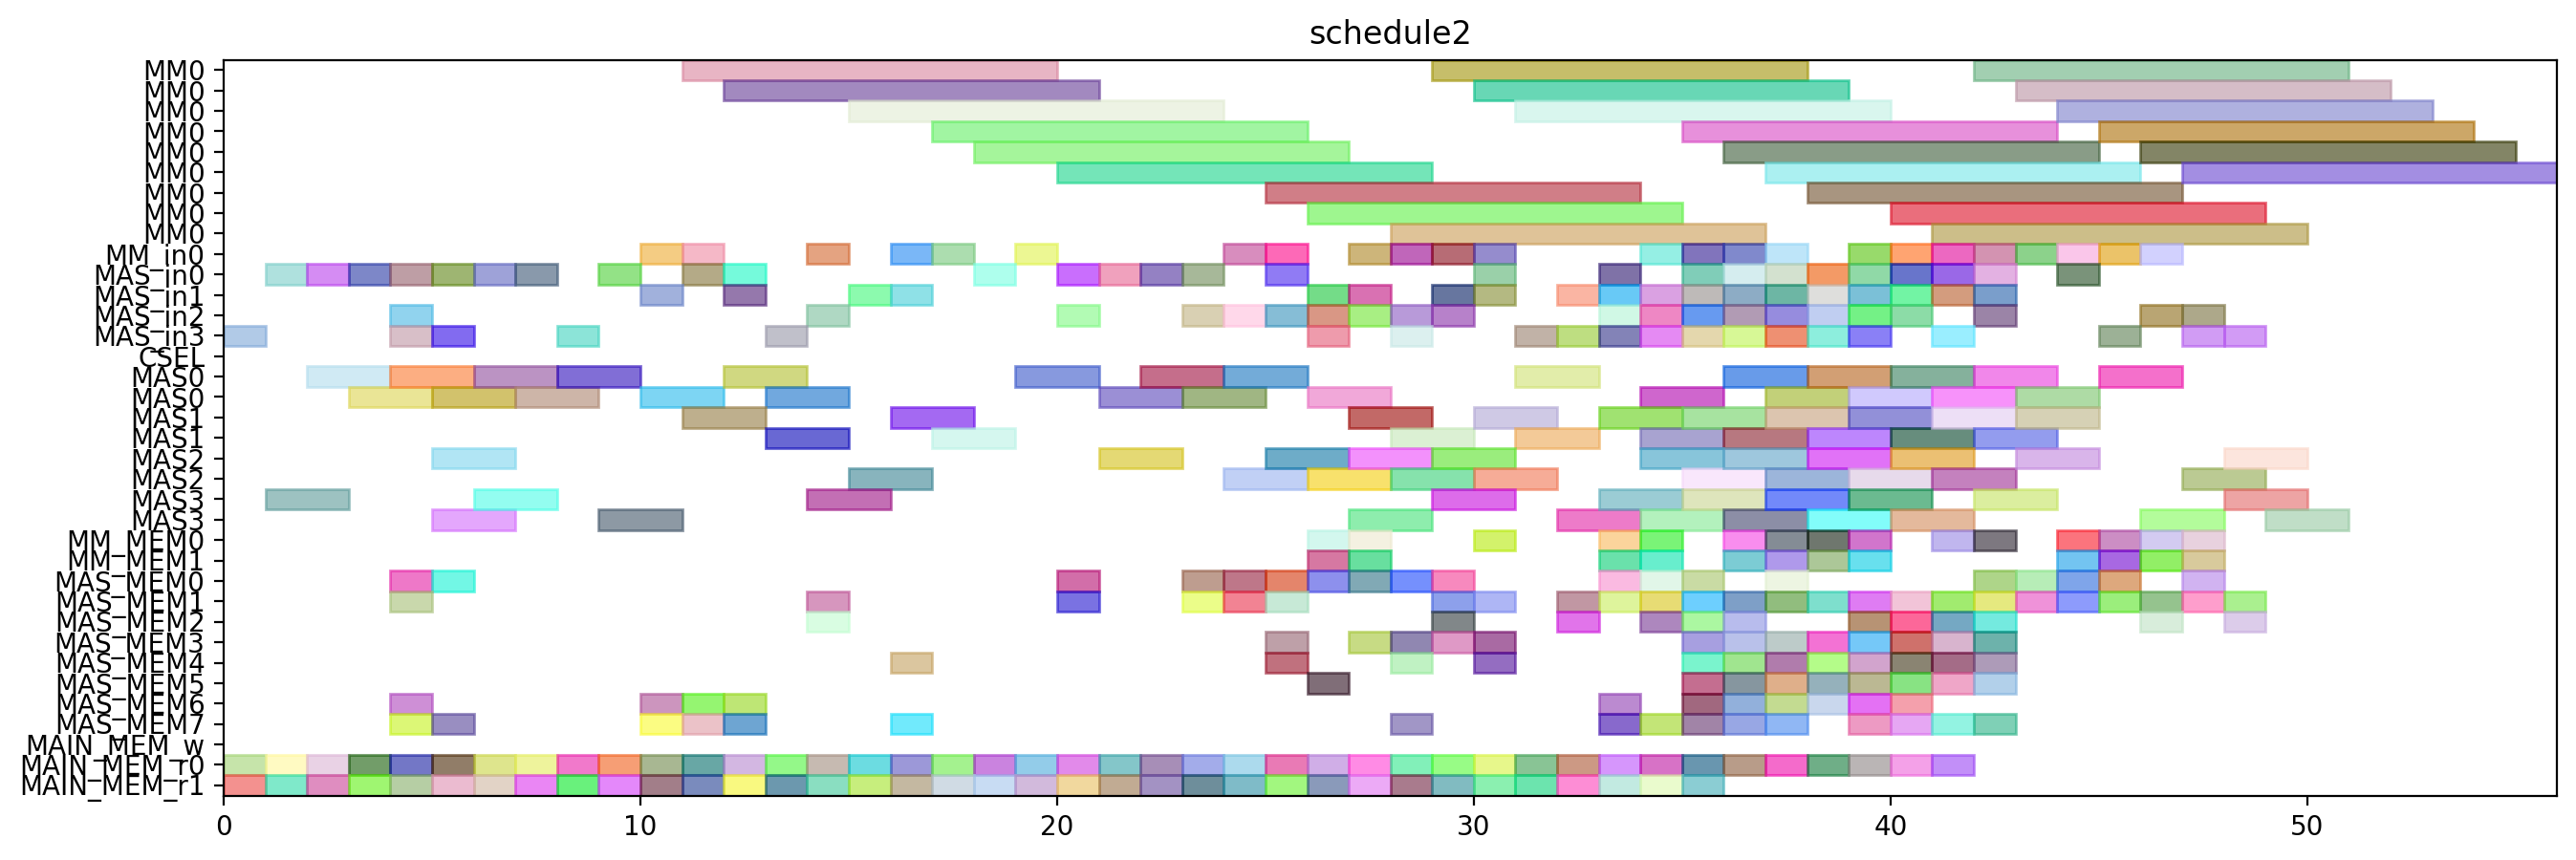 schedule2
MM0
MM0
MM0
MM0
MM0
MM0
MM0
MM0
MM0
MM_in0
MAS_in0
MAS_in1
MAS_in2
MAS_in3
CSEL
MAS0
MAS0
MAS1
MAS1
MAS2
MAS2
MAS3
MAS3
MM_MEM0
MM_MEM1
MAS_MEM0
MAS_MEM1
MAS_MEM2
MAS_MEM3
MAS_MEM4
MAS_MEM5
MAS_MEM6
MAS_MEM7
MAIN_MEM_w
MAIN_MEM_r0
MAIN_MEM_r1
0 10 20 30 40 50